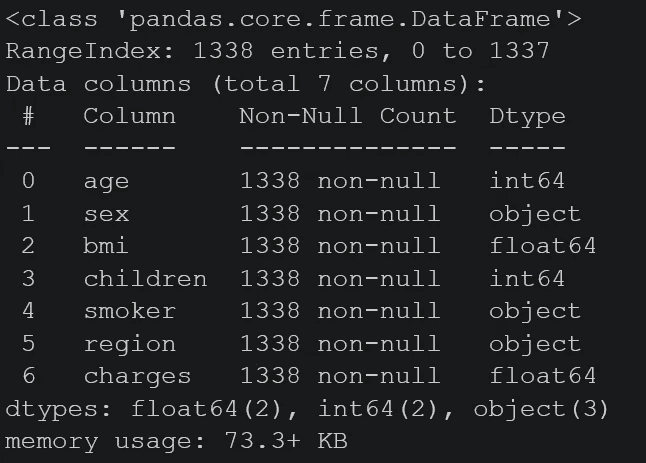 <class 'pandas.core.frame.DataFrame'>
RangeIndex: 1338 entries, 0 to 1337
Data columns (total 7 columns):
 #   Column    Non-Null Count  Dtype
---  ------    --------------  -----
 0   age       1338 non-null   int64
 1   sex       1338 non-null   object
 2   bmi       1338 non-null   float64
 3   children  1338 non-null   int64
 4   smoker    1338 non-null   object
 5   region    1338 non-null   object
 6   charges   1338 non-null   float64
dtypes: float64(2), int64(2), object(3)
memory usage: 73.3+ KB